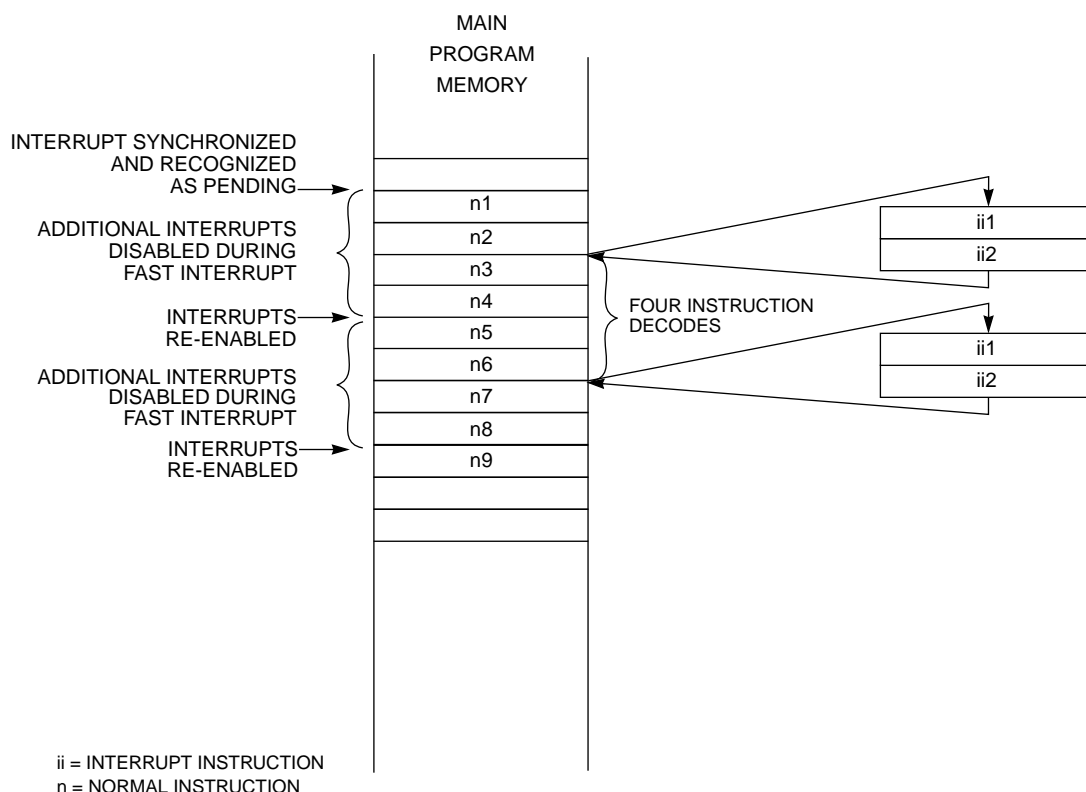 MAIN
PROGRAM
MEMORY
INTERRUPT SYNCHRONIZED
AND RECOGNIZED
AS PENDING
ADDITIONAL INTERRUPTS
DISABLED DURING
FAST INTERRUPT
INTERRUPTS
RE-ENABLED
ADDITIONAL INTERRUPTS
DISABLED DURING
FAST INTERRUPT
INTERRUPTS
RE-ENABLED
n1
n2
n3
n4
n5
n6
n7
n8
n9
FOUR INSTRUCTION
DECODES
ii1
ii2
ii1
ii2
ii = INTERRUPT INSTRUCTION
n = NORMAL INSTRUCTION